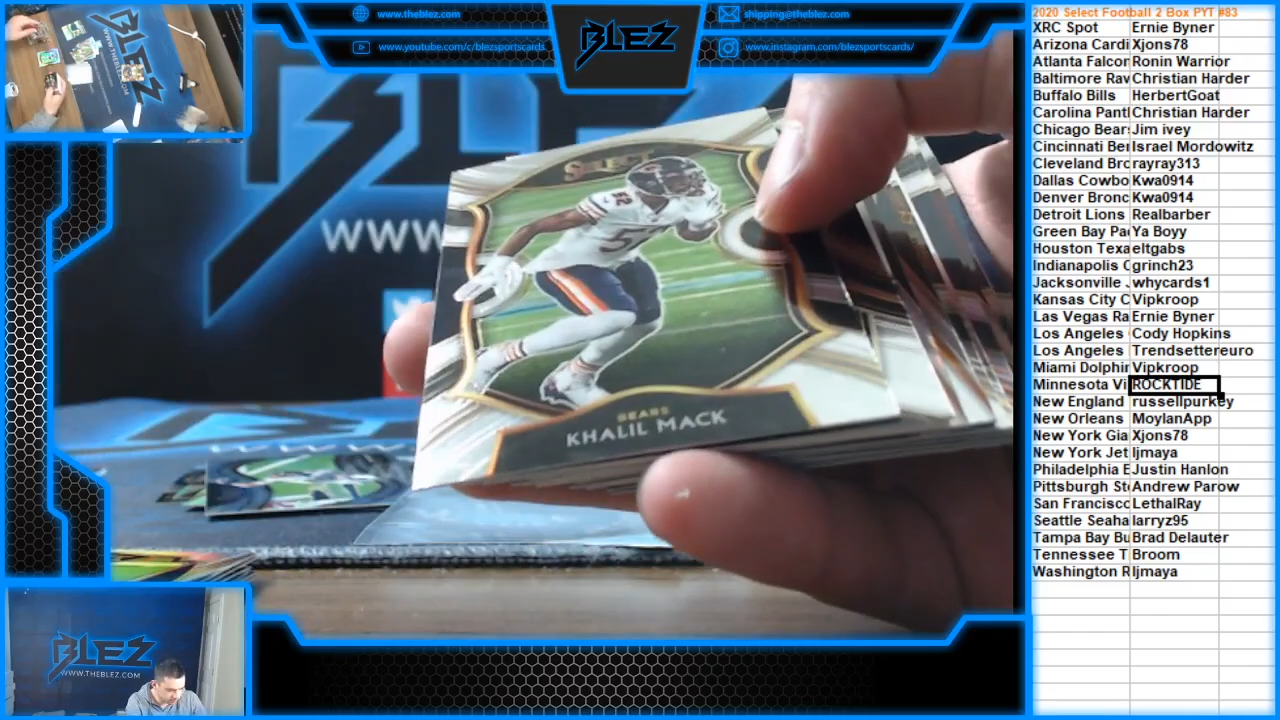 www.theblez.com
www.youtube.com/c/blezsportscards
BLEZ
shipping@theblez.com
www.instagram.com/blezsportscards/
WWW
SELECT
52
BEARS
KHALIL MACK
BLEZ
WWW.THEBLEZ.COM
2020 Select Football 2 Box PYT #83
XRC Spot Ernie Byner
Arizona Cardi Xjons78
Atlanta Falcon Ronin Warrior
Baltimore Rav Christian Harder
Buffalo Bills HerbertGoat
Carolina Pant Christian Harder
Chicago Bears Jim ivey
Cincinnati Ben Israel Mordowitz
Cleveland Bro rayray313
Dallas Cowbo Kwa0914
Denver Bronc Kwa0914
Detroit Lions Realbarber
Green Bay Pac Ya Boyy
Houston Texa eltgabs
Indianapolis C grinch23
Jacksonville J whycards1
Kansas City C Vipkroop
Las Vegas Ra Ernie Byner
Los Angeles Cody Hopkins
Los Angeles Trendsettereuro
Miami Dolphin Vipkroop
Minnesota Vi ROCKTIDE
New England russellpurkey
New Orleans MoylanApp
New York Gia Xjons78
New York Jet ljmaya
Philadelphia E Justin Hanlon
Pittsburgh Ste Andrew Parow
San Francisco LethalRay
Seattle Seaha larryz95
Tampa Bay Bu Brad Delauter
Tennessee T Broom
Washington R ljmaya